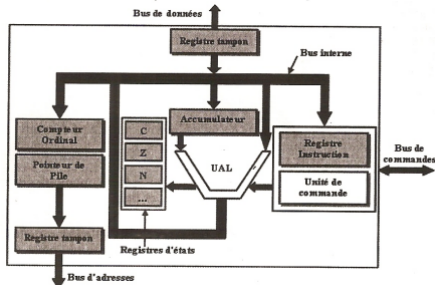 Bus de données
Registre tampon
Bus interne
Compteur
Ordinal
Accumulateur
C
Z
N
...
UAL
Registre
Instruction
Bus de
commandes
Pointeur de
Pile
Unité de
commande
Registre tampon
Registres d'états
Bus d'adresses